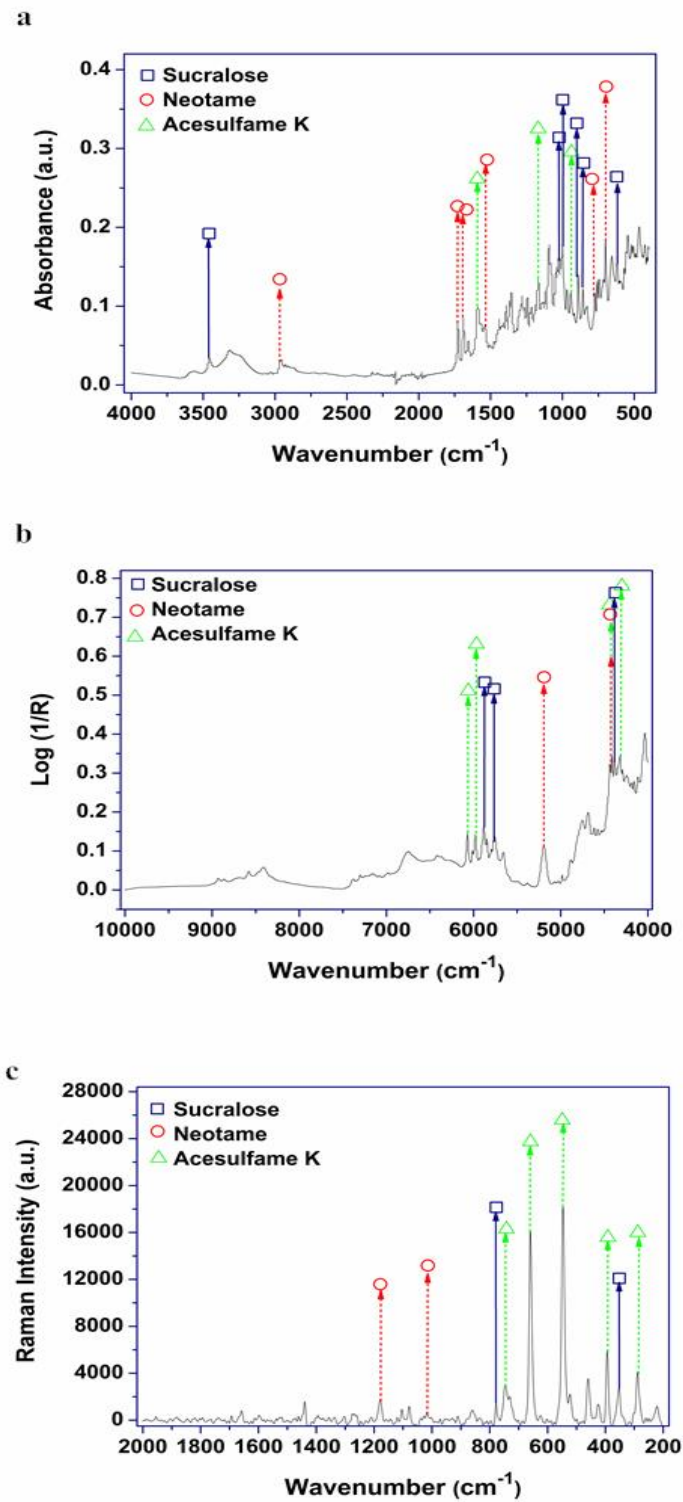 a
Absorbance (a.u.)
0.4
0.3
0.2
0.1
0.0
Sucralose
Neotame
Acesulfame K
4000 3500 3000 2500 2000 1500 1000 500
Wavenumber (cm-1)
b
Log (1/R)
0.8
0.7
0.6
0.5
0.4
0.3
0.2
0.1
0.0
Sucralose
Neotame
Acesulfame K
10000 9000 8000 7000 6000 5000 4000
Wavenumber (cm-1)
c
Raman Intensity (a.u.)
28000
24000
20000
16000
12000
8000
4000
0
Sucralose
Neotame
Acesulfame K
2000 1800 1600 1400 1200 1000 800 600 400 200
Wavenumber (cm-1)